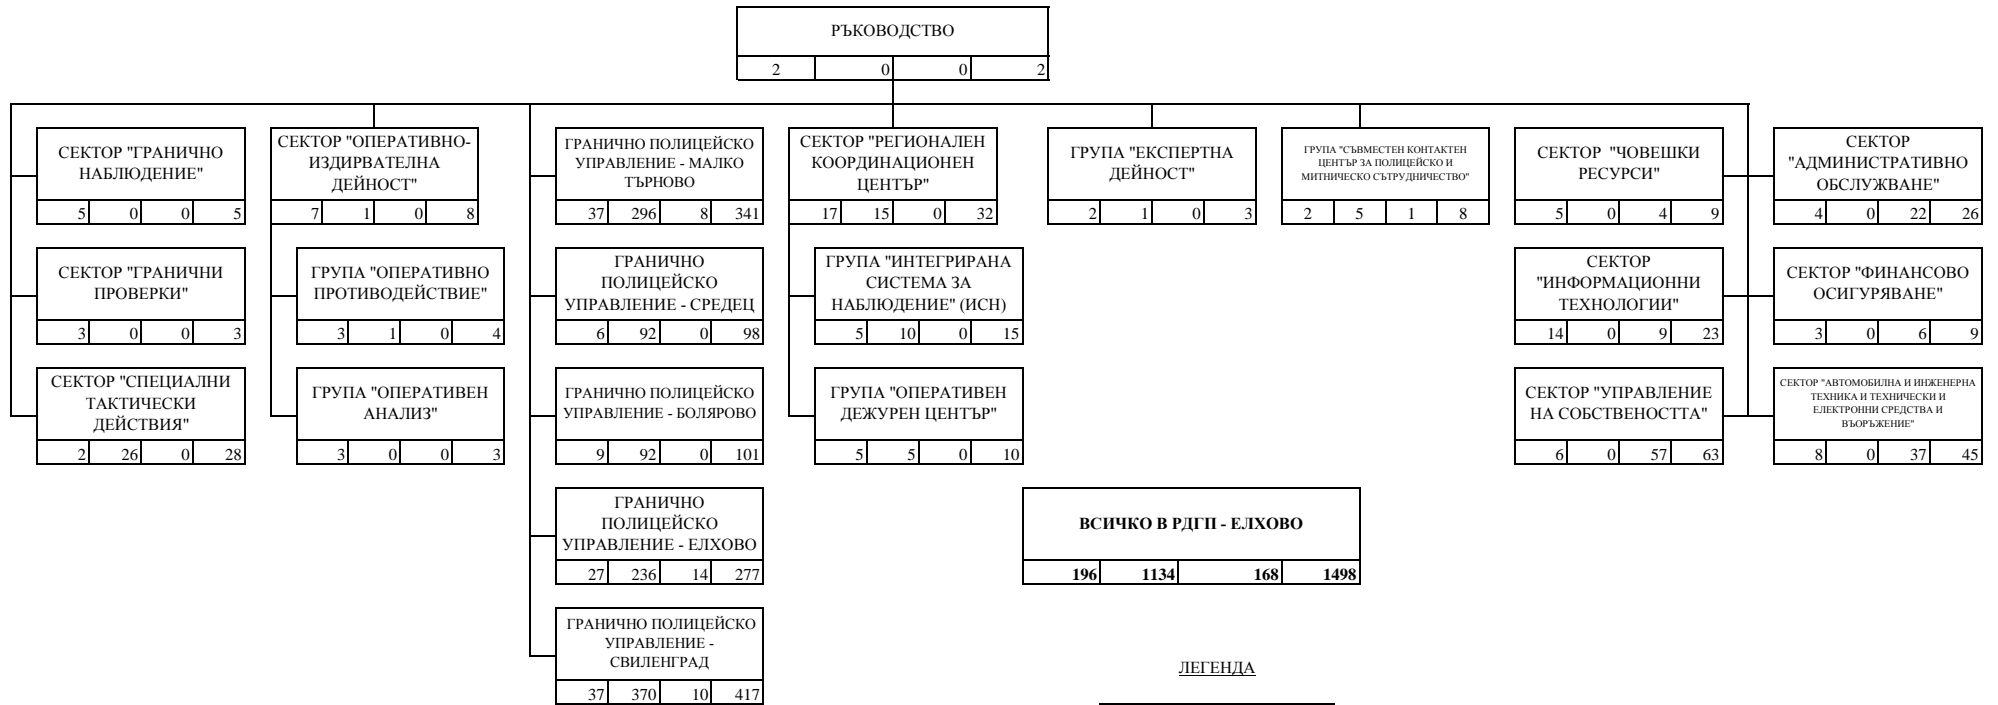 РЪКОВОДСТВО
2 0 0 2
СЕКТОР "ГРАНИЧНО
НАБЛЮДЕНИЕ"
5 0 0 5
СЕКТОР "ГРАНИЧНИ
ПРОВЕРКИ"
3 0 0 3
СЕКТОР "СПЕЦИАЛНИ
ТАКТИЧЕСКИ
ДЕЙСТВИЯ"
2 26 0 28
СЕКТОР "ОПЕРАТИВНО-
ИЗДИРВАТЕЛНА
ДЕЙНОСТ"
7 1 0 8
ГРУПА "ОПЕРАТИВНО
ПРОТИВОДЕЙСТВИЕ"
3 1 0 4
ГРУПА "ОПЕРАТИВЕН
АНАЛИЗ"
3 0 0 3
ГРАНИЧНО ПОЛИЦЕЙСКО
УПРАВЛЕНИЕ - МАЛКО
ТЪРНОВО
37 296 8 341
ГРАНИЧНО
ПОЛИЦЕЙСКО
УПРАВЛЕНИЕ - СРЕДЕЦ
6 92 0 98
ГРАНИЧНО ПОЛИЦЕЙСКО
УПРАВЛЕНИЕ - БОЛЯРОВО
9 92 0 101
ГРАНИЧНО
ПОЛИЦЕЙСКО
УПРАВЛЕНИЕ - ЕЛХОВО
27 236 14 277
ГРАНИЧНО ПОЛИЦЕЙСКО
УПРАВЛЕНИЕ -
СВИЛЕНГРАД
37 370 10 417
СЕКТОР "РЕГИОНАЛЕН
КООРДИНАЦИОНЕН
ЦЕНТЪР"
17 15 0 32
ГРУПА "ИНТЕГРИРАНА
СИСТЕМА ЗА
НАБЛЮДЕНИЕ" (ИСН)
5 10 0 15
ГРУПА "ОПЕРАТИВЕН
ДЕЖУРЕН ЦЕНТЪР"
5 5 0 10
ГРУПА "ЕКСПЕРТНА
ДЕЙНОСТ"
2 1 0 3
ГРУПА "СЪВМЕСТЕН КОНТАКТЕН
ЦЕНТЪР ЗА ПОЛИЦЕЙСКО И
МИТНИЧЕСКО СЪТРУДНИЧЕСТВО"
2 5 1 8
СЕКТОР "ЧОВЕШКИ
РЕСУРСИ"
5 0 4 9
СЕКТОР
"ИНФОРМАЦИОННИ
ТЕХНОЛОГИИ"
14 0 9 23
СЕКТОР "УПРАВЛЕНИЕ
НА СОБСТВЕНОСТТА"
6 0 57 63
СЕКТОР
"АДМИНИСТРАТИВНО
ОБСЛУЖВАНЕ"
4 0 22 26
СЕКТОР "ФИНАНСОВО
ОСИГУРЯВАНЕ"
3 0 6 9
СЕКТОР "АВТОМОБИЛНА И ИНЖЕНЕРНА
ТЕХНИКА И ТЕХНИЧЕСКИ И
ЕЛЕКТРОННИ СРЕДСТВА И
ВЪОРЪЖЕНИЕ"
8 0 37 45
ВСИЧКО В РДГП - ЕЛХОВО
196 1134 168 1498
ЛЕГЕНДА